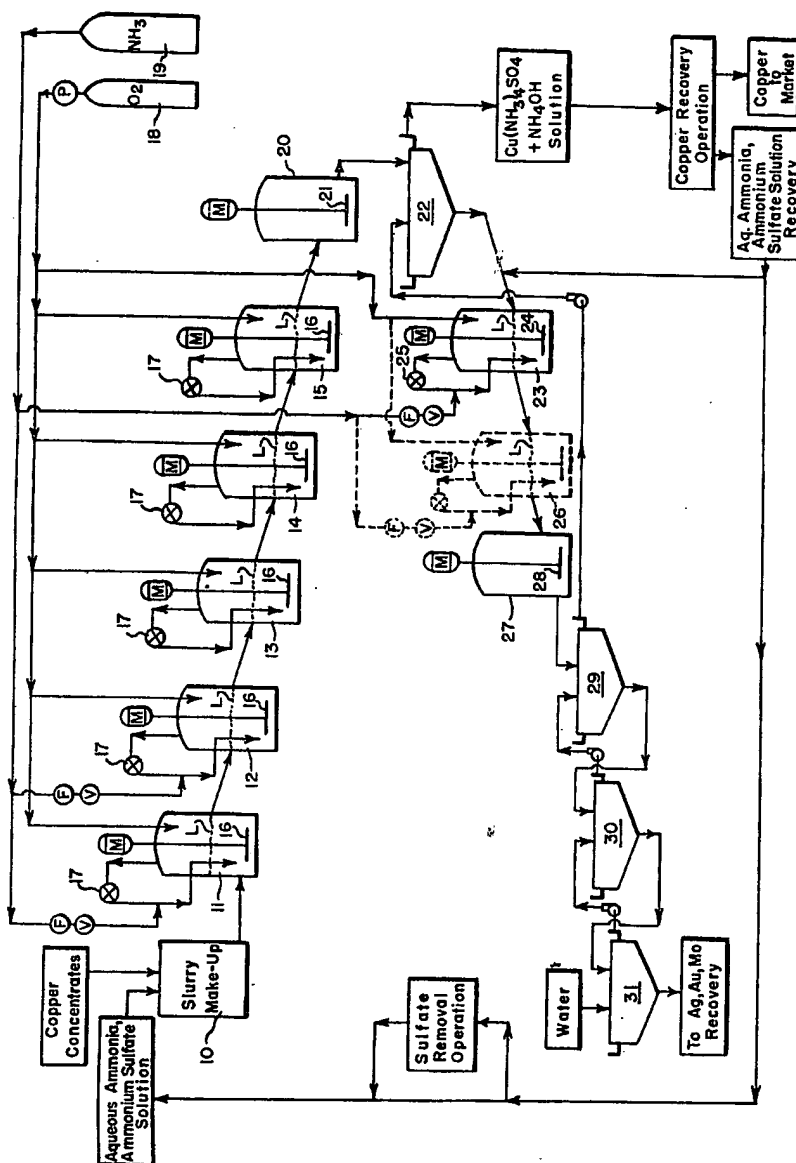 NH3
19
P
O2
18
Cu(NH3)4SO4
+ NH4OH
Solution
Copper Recovery
Operation
Copper
to
Market
Aq. Ammonia,
Ammonium
Sulfate Solution
Recovery
20
M
21
22
17
M
L
16
15
17
M
L
16
14
17
M
L
16
13
17
M
L
16
12
17
M
L
16
11
F
V
F
V
25
M
L
24
23
F
V
M
L
26
F
V
M
28
27
29
30
31
Copper
Concentrates
Slurry
Make-Up
10
Aqueous Ammonia,
Ammonium Sulfate
Solution
Sulfate
Removal
Operation
Water
To Ag,Au,Mo
Recovery